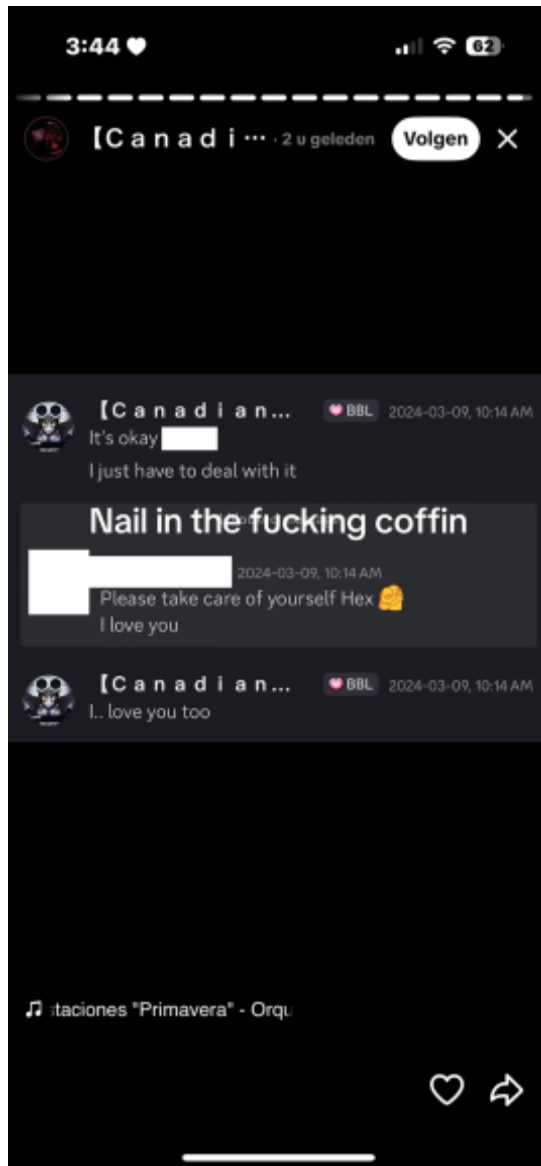 3:44
62
【C a n a d i ··· · 2 u geleden Volgen
【C a n a d i a n... BBL 2024-03-09, 10:14 AM
It's okay
I just have to deal with it
Nail in the fucking coffin
2024-03-09, 10:14 AM
Please take care of yourself Hex
I love you
【C a n a d i a n... BBL 2024-03-09, 10:14 AM
I.. love you too
staciones "Primavera" - Orqu